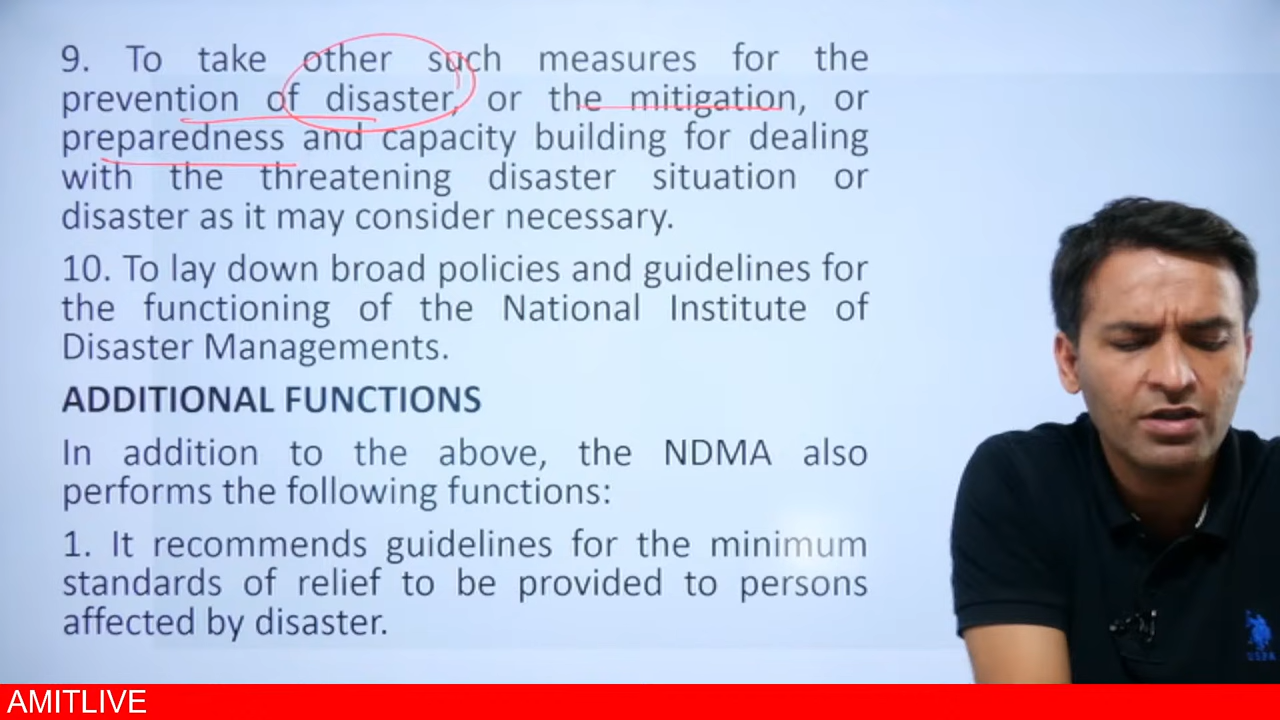 9. To take other such measures for the
prevention of disaster, or the mitigation, or
preparedness and capacity building for dealing
with the threatening disaster situation or
disaster as it may consider necessary.
10. To lay down broad policies and guidelines for
the functioning of the National Institute of
Disaster Managements.
ADDITIONAL FUNCTIONS
In addition to the above, the NDMA also
performs the following functions:
1. It recommends guidelines for the minimum
standards of relief to be provided to persons
affected by disaster.
USPA
AMITLIVE